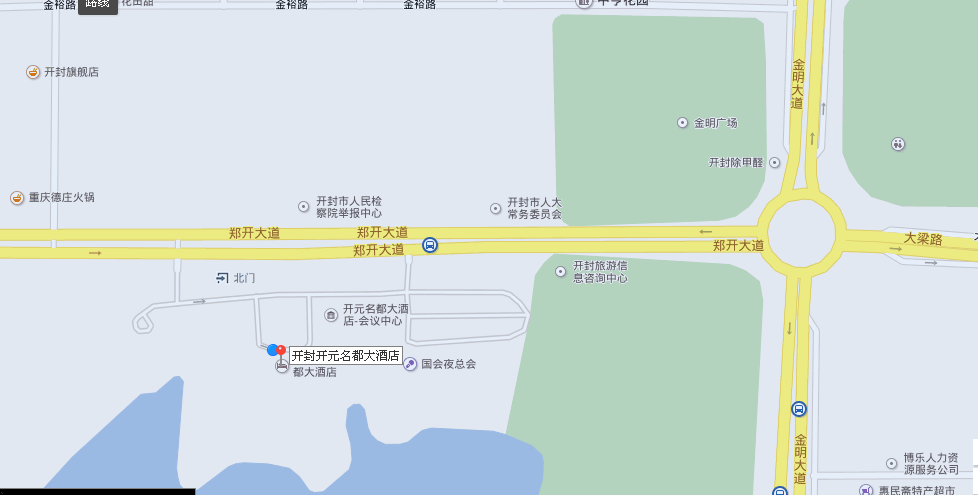 金裕路
路线
花田甜
金裕路
金裕路
中亨花园
开封旗舰店
金明大道
金明广场
开封除甲醛
重庆德庄火锅
开封市人民检
察院举报中心
开封市人大
常务委员会
郑开大道
郑开大道
郑开大道
郑开大道
大梁路
北门
开封旅游信
息咨询中心
开元名都大酒
店-会议中心
开封开元名都大酒店
都大酒店
国会夜总会
金明大道
博乐人力资
源服务公司
惠民斋特产超市